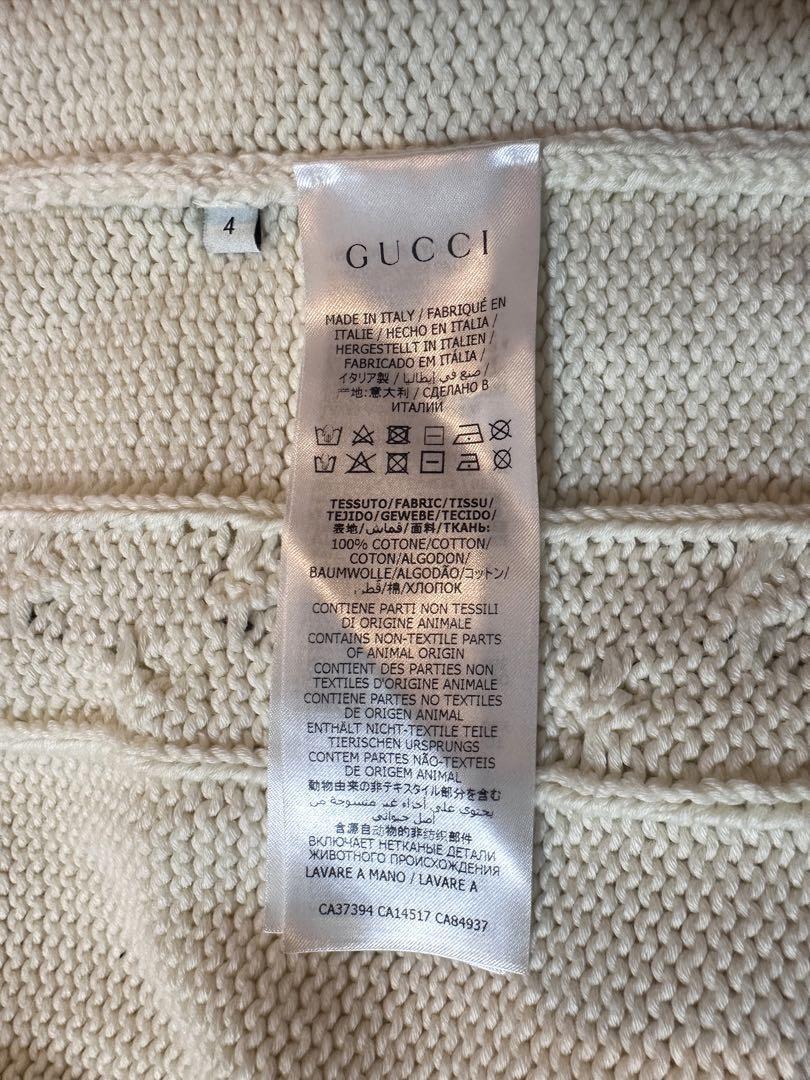 4
GUCCI
MADE IN ITALY / FABRIQUÉ EN
ITALIE / HECHO EN ITALIA /
HERGESTELLT IN ITALIEN /
FABRICADO EM ITÁLIA /
イタリア製 / صنع في إيطاليا /
地:意大利 / СДЕЛАНО В
ИТАЛИИ
TESSUTO/FABRIC/TISSU/
TEJIDO/GEWEBE/TECIDO/
表地/قماش/面料/ТКАНЬ:
100% COTONE/COTTON/
COTON/ALGODON/
BAUMWOLLE/ALGODÃO/コットン/
قطن/棉/ХЛОПОК
CONTIENE PARTI NON TESSILI
DI ORIGINE ANIMALE
CONTAINS NON-TEXTILE PARTS
OF ANIMAL ORIGIN
CONTIENT DES PARTIES NON
TEXTILES D'ORIGINE ANIMALE
CONTIENE PARTES NO TEXTILES
DE ORIGEN ANIMAL
ENTHÄLT NICHT-TEXTILE TEILE
TIERISCHEN URSPRUNGS
CONTEM PARTES NÃO-TEXTEIS
DE ORIGEM ANIMAL
動物由来の非テキスタイル部分を含む
يحتوي على أجزاء غير منسوجة من
أصل حيواني
含源自动物的非纺织部件
ВКЛЮЧАЕТ НЕТКАНЫЕ ДЕТАЛИ
ЖИВОТНОГО ПРОИСХОЖДЕНИЯ
LAVARE A MANO / LAVARE A
CA37394 CA14517 CA84937